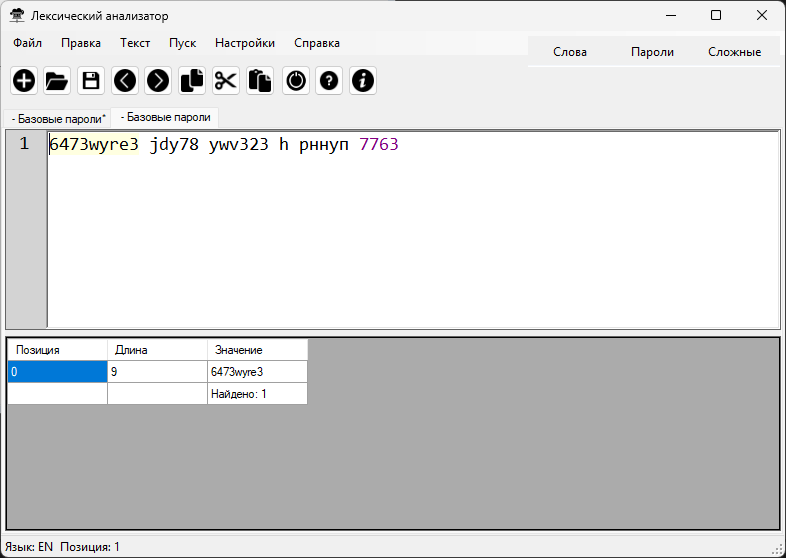 Лексический анализатор
Файл Правка Текст Пуск Настройки Справка
Слова Пароли Сложные
- Базовые пароли* - Базовые пароли
1 6473wyre3 jdy78 ywv323 h рннуп 7763
Позиция Длина Значение
0 9 6473wyre3
Найдено: 1
Язык: EN Позиция: 1